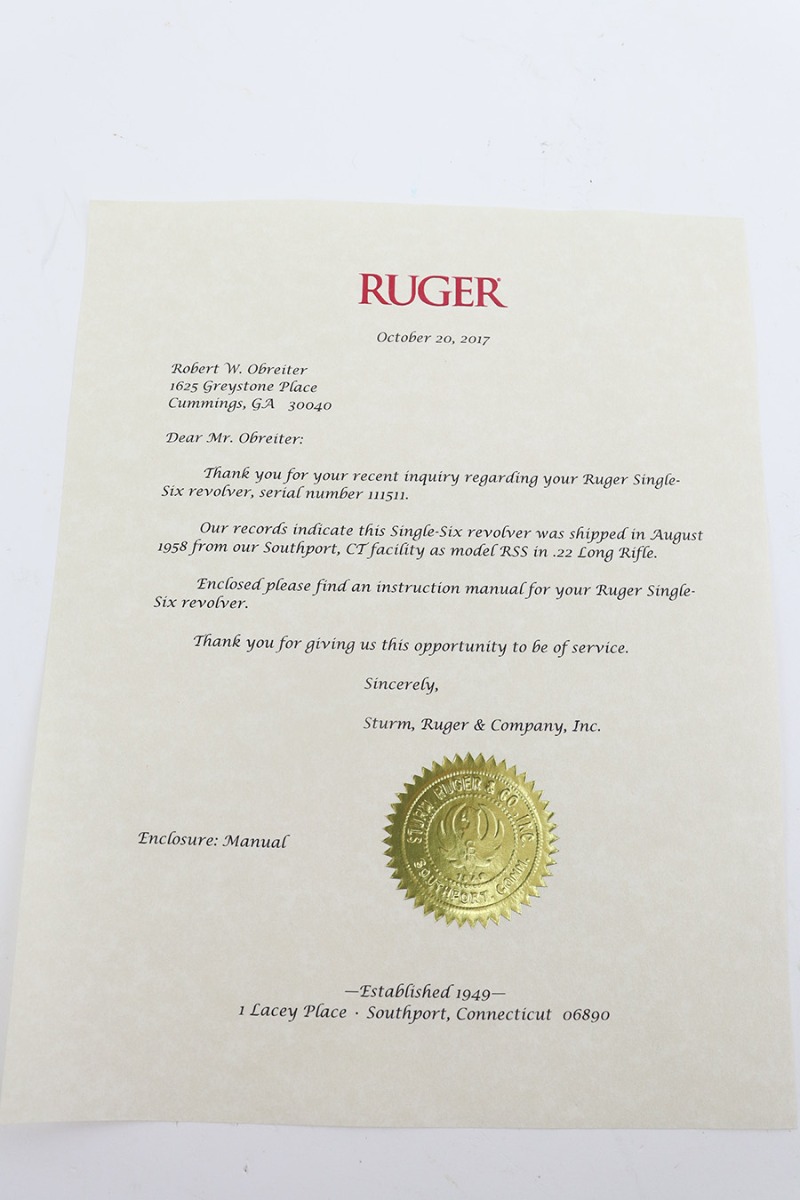 RUGER®
October 20, 2017
Robert W. Obreiter
1625 Greystone Place
Cummings, GA 30040
Dear Mr. Obreiter:
Thank you for your recent inquiry regarding your Ruger Single-
Six revolver, serial number 111511.
Our records indicate this Single-Six revolver was shipped in August
1958 from our Southport, CT facility as model RSS in .22 Long Rifle.
Enclosed please find an instruction manual for your Ruger Single-
Six revolver.
Thank you for giving us this opportunity to be of service.
Sincerely,
Sturm, Ruger & Company, Inc.
STURM, RUGER & CO., INC.
1949
SOUTHPORT, CONN.
Enclosure: Manual
—Established 1949—
1 Lacey Place · Southport, Connecticut 06890